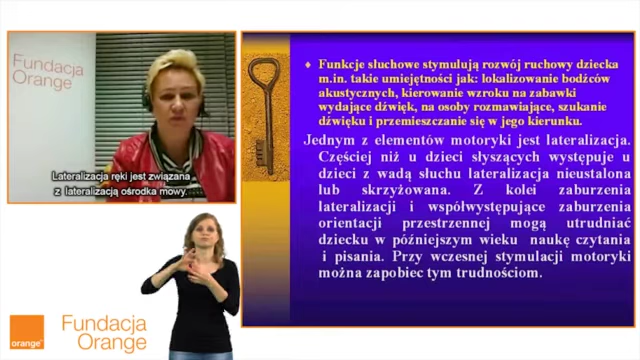 Fundacja
Orange
Lateralizacja ręki jest związana
z lateralizacją ośrodka mowy.
Funkcje słuchowe stymulują rozwój ruchowy dziecka
m.in. takie umiejętności jak: lokalizowanie bodźców
akustycznych, kierowanie wzroku na zabawki
wydające dźwięk, na osoby rozmawiające, szukanie
dźwięku i przemieszczanie się w jego kierunku.
Jednym z elementów motoryki jest lateralizacja.
Częściej niż u dzieci słyszących występuje u
dzieci z wadą słuchu lateralizacja nieustalona
lub skrzyżowana. Z kolei zaburzenia
lateralizacji i współwystępujące zaburzenia
orientacji przestrzennej mogą utrudniać
dziecku w późniejszym wieku naukę czytania
i pisania. Przy wczesnej stymulacji motoryki
można zapobiec tym trudnościom.
orange™
Fundacja
Orange